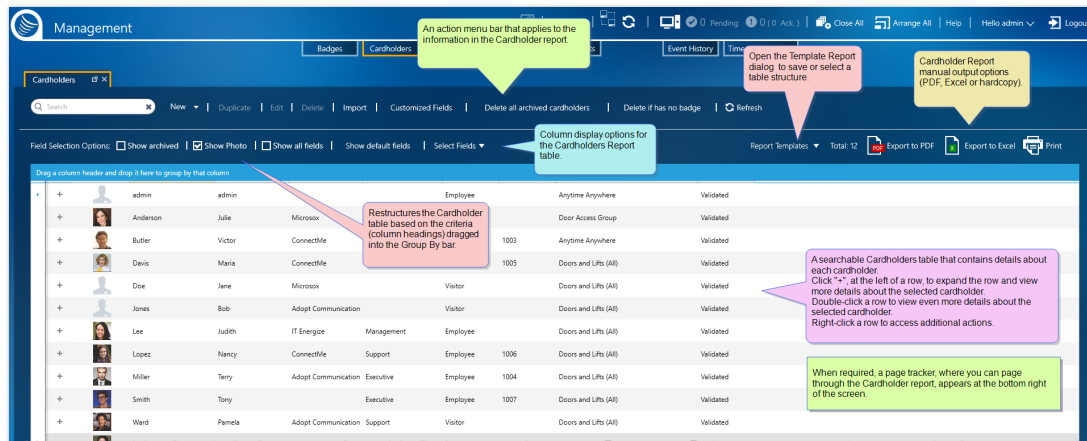 Management
0 Pending 0 ( 0 Ack. ) | Close All Arrange All | Help | Hello admin Logou
Badges Cardholders ts Event History Time
An action menu bar that applies to the
information in the Cardholder report.
Open the Template Report
dialog to save or select a
table structure.
Cardholder Report
manual output options
(PDF, Excel or hardcopy).
Cardholders
Search New | Duplicate | Edit | Delete | Import | Customized Fields | Delete all archived cardholders | Delete if has no badge | Refresh
Column display options for
the Cardholders Report
table.
Field Selection Options: Show archived | Show Photo | Show all fields | Show default fields | Select Fields Report Templates Total: 12 PDF Export to PDF Export to Excel Print
Drag a column header and drop it here to group by that column
+ admin admin Employee Anytime Anywhere Validated
+ Anderson Julie Microsox Door Access Group Validated
+ Butler Victor ConnectMe 1003 Anytime Anywhere Validated
+ Davis Maria ConnectMe 1005 Doors and Lifts (All) Validated
+ Doe Jane Microsox Visitor Doors and Lifts (All) Validated
+ Jones Bob Adopt Communication Visitor Doors and Lifts (All) Validated
+ Lee Judith IT Energize Management Employee Doors and Lifts (All) Validated
+ Lopez Nancy ConnectMe Support Employee 1006 Doors and Lifts (All) Validated
+ Miller Terry Adopt Communication Executive Employee 1004 Doors and Lifts (All) Validated
+ Smith Tony Executive Employee 1007 Doors and Lifts (All) Validated
+ Ward Pamela Adopt Communication Support Visitor Doors and Lifts (All) Validated
Restructures the Cardholder
table based on the criteria
(column headings) dragged
into the Group By bar.
A searchable Cardholders table that contains details about
each cardholder.
Click "+", at the left of a row, to expand the row and view
more details about the selected cardholder.
Double-click a row to view even more details about the
selected cardholder.
Right-click a row to access additional actions.
When required, a page tracker, where you can page
through the Cardholder report, appears at the bottom right
of the screen.